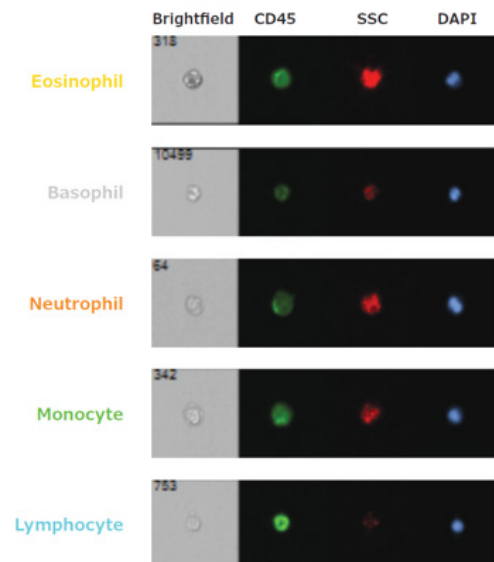 Brightfield CD45 SSC DAPI
318
Eosinophil
10499
Basophil
64
Neutrophil
342
Monocyte
753
Lymphocyte